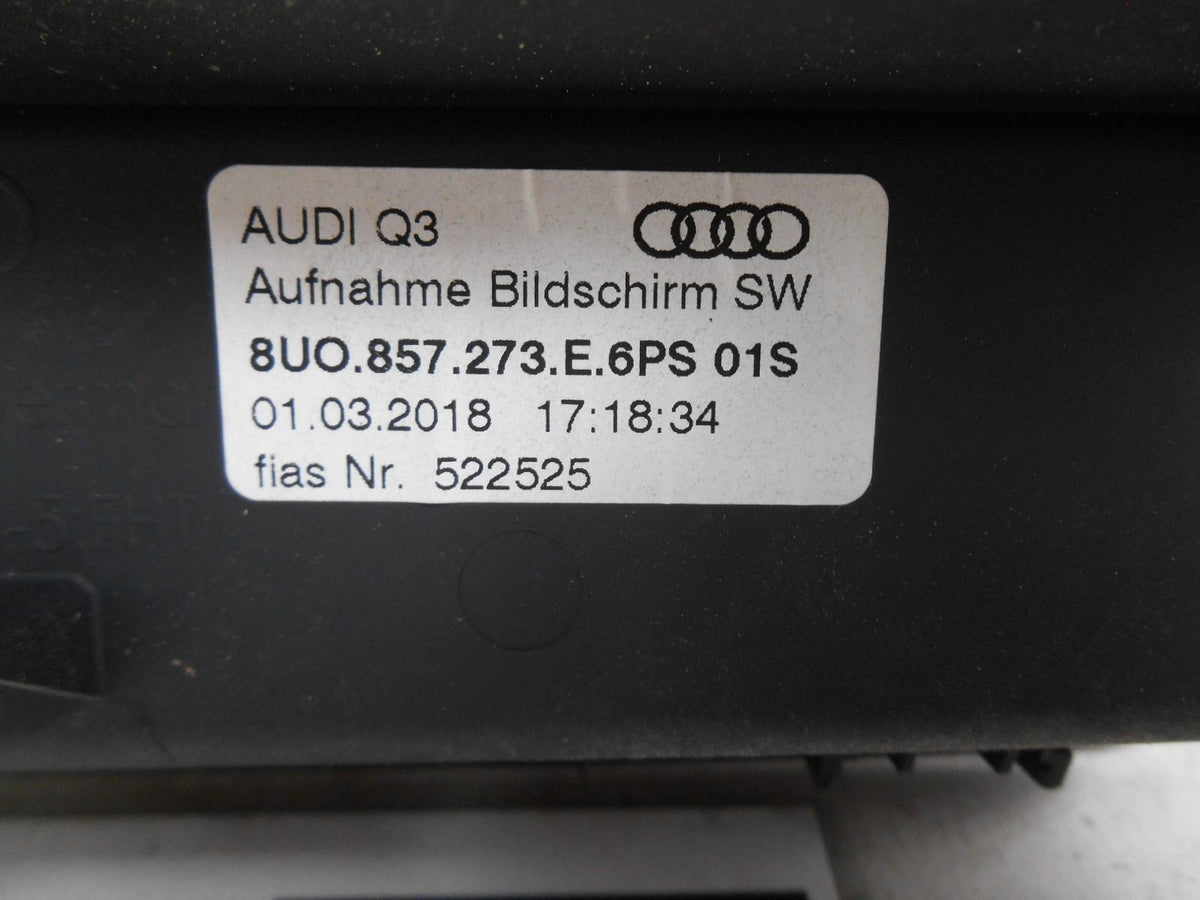 AUDI Q3
Aufnahme Bildschirm SW
8UO.857.273.E.6PS 01S
01.03.2018 17:18:34
fias Nr. 522525